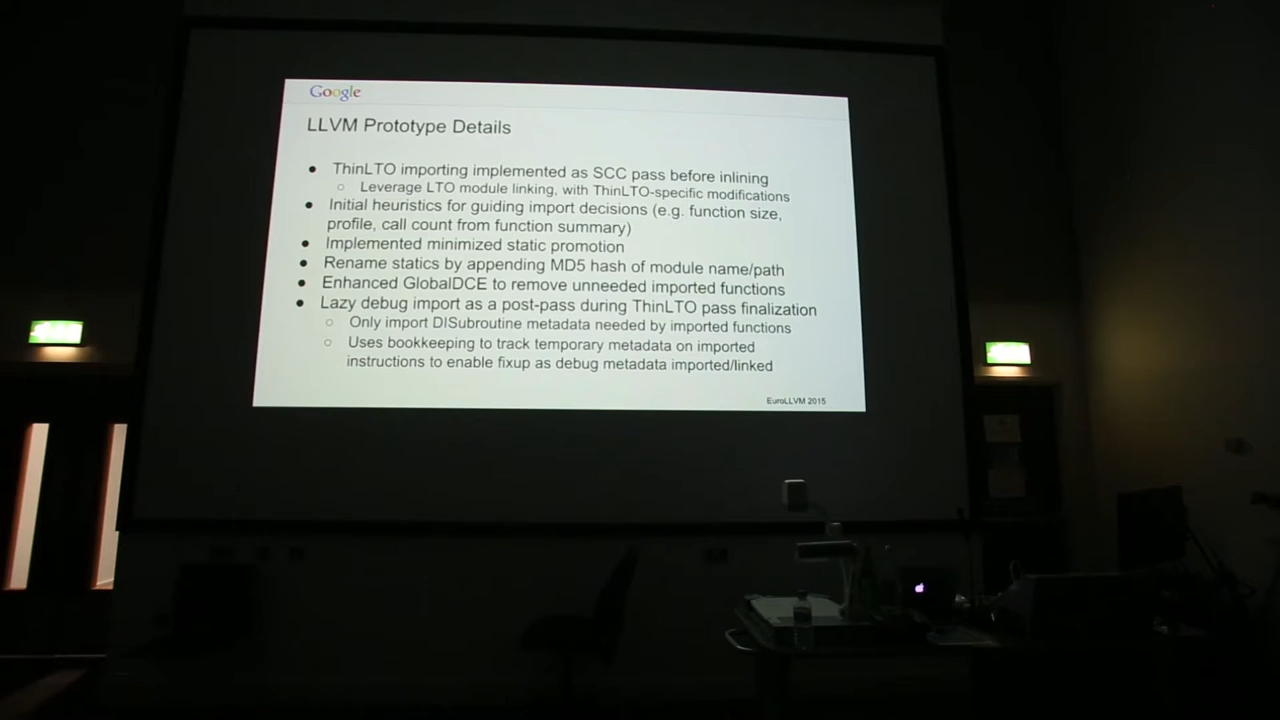 Google
LLVM Prototype Details
● ThinLTO importing implemented as SCC pass before inlining
○ Leverage LTO module linking, with ThinLTO-specific modifications
● Initial heuristics for guiding import decisions (e.g. function size,
profile, call count from function summary)
● Implemented minimized static promotion
● Rename statics by appending MD5 hash of module name/path
● Enhanced GlobalDCE to remove unneeded imported functions
● Lazy debug import as a post-pass during ThinLTO pass finalization
○ Only import DISubroutine metadata needed by imported functions
○ Uses bookkeeping to track temporary metadata on imported
instructions to enable fixup as debug metadata imported/linked
EuroLLVM 2015